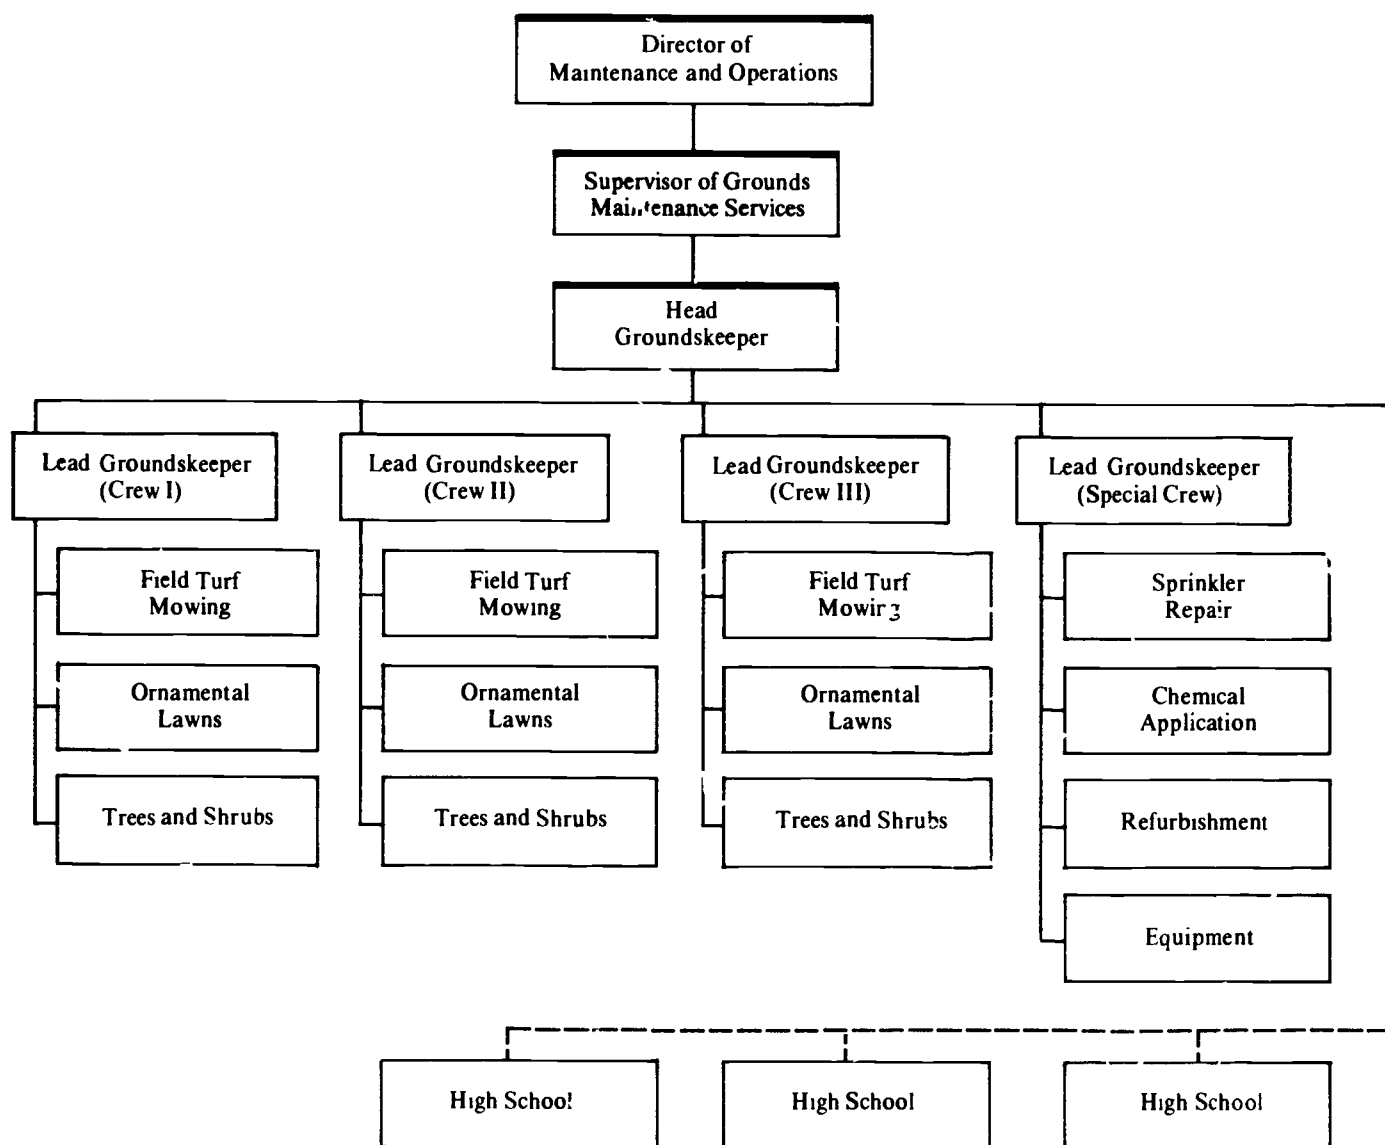 Director of
Maintenance and Operations
Supervisor of Grounds
Maintenance Services
Head
Groundskeeper
Lead Groundskeeper
(Crew I)
Lead Groundskeeper
(Crew II)
Lead Groundskeeper
(Crew III)
Lead Groundskeeper
(Special Crew)
Field Turf
Mowing
Field Turf
Mowing
Field Turf
Mowing
Sprinkler
Repair
Ornamental
Lawns
Ornamental
Lawns
Ornamental
Lawns
Chemical
Application
Trees and Shrubs
Trees and Shrubs
Trees and Shrubs
Refurbishment
Equipment
High School
High School
High School